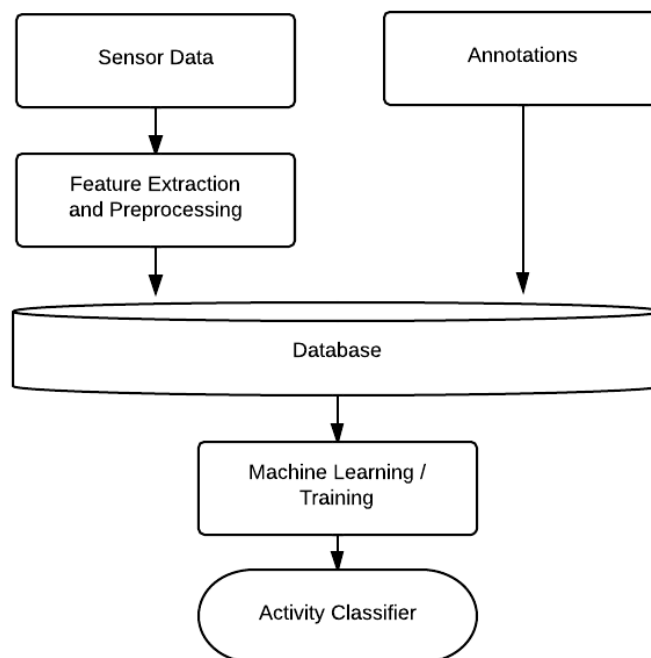 Sensor Data
Annotations
Feature Extraction
and Preprocessing
Database
Machine Learning /
Training
Activity Classifier